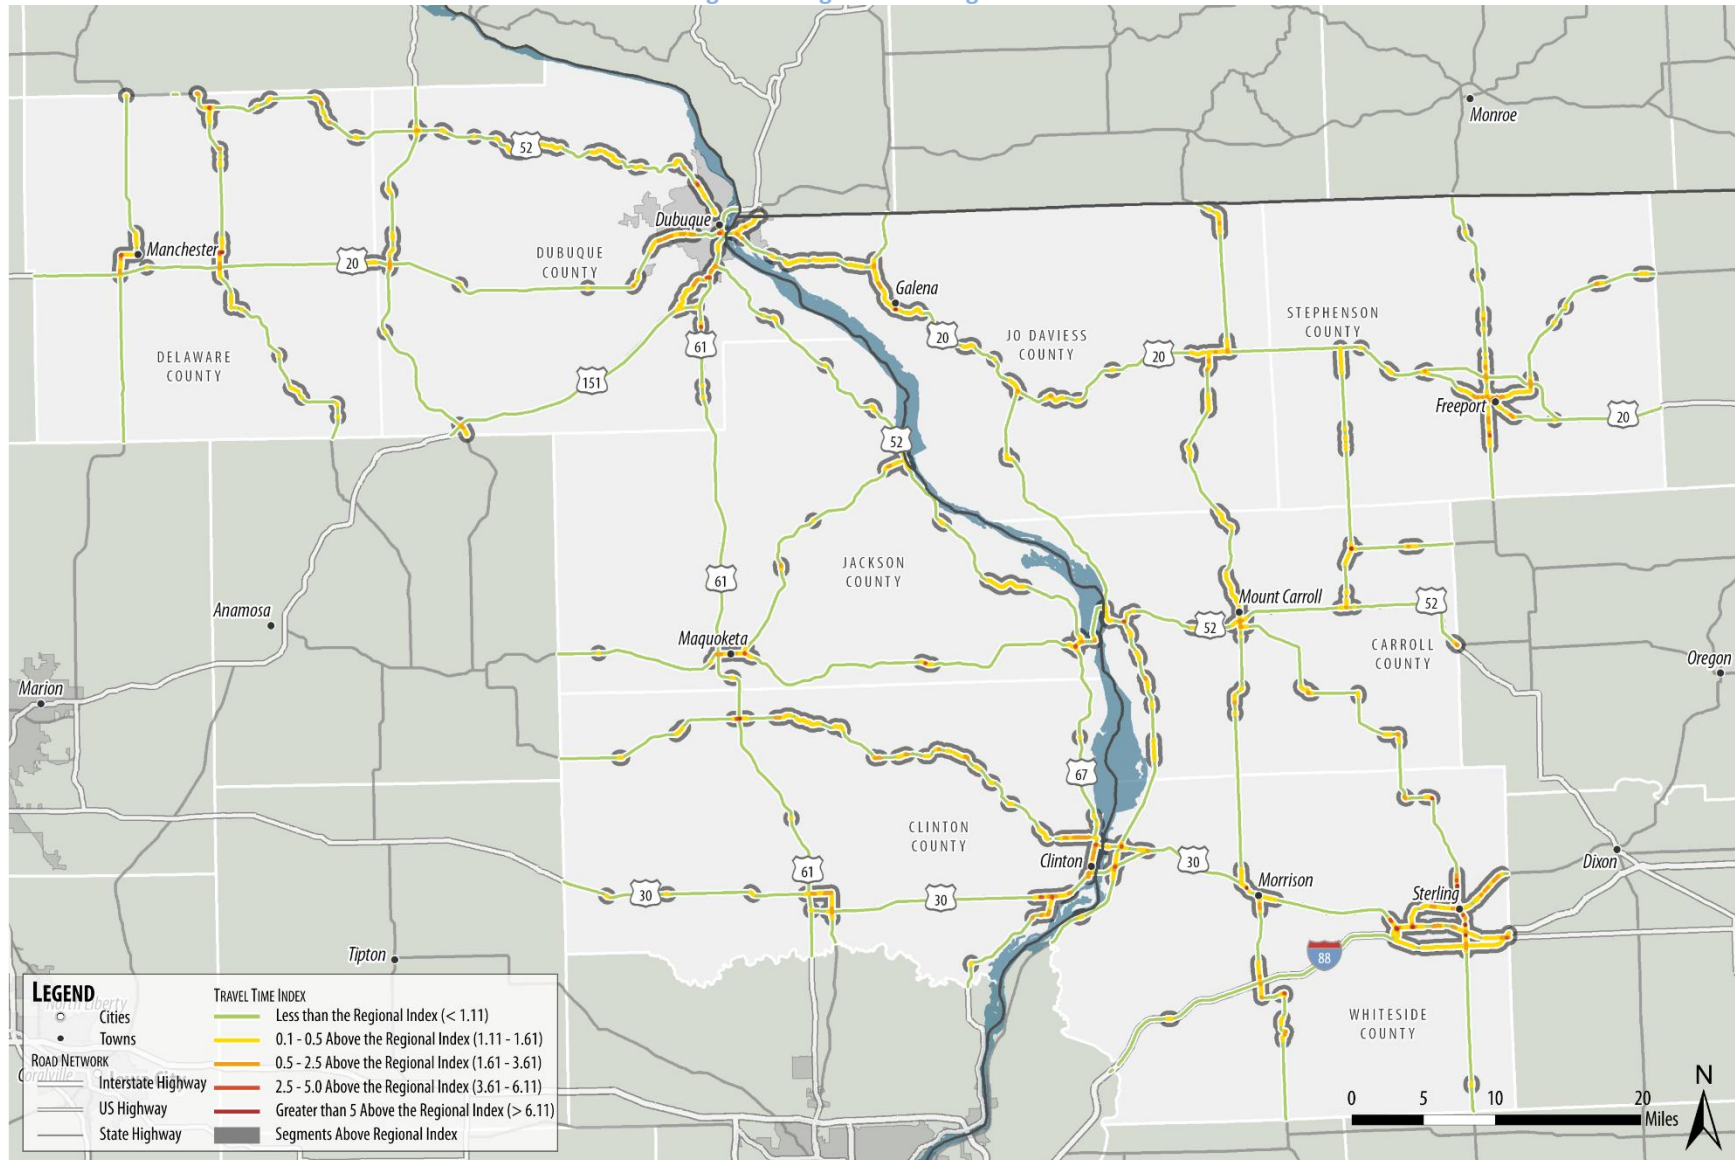 Monroe
52
Dubuque
Manchester
DUBUQUE
COUNTY
20
Galena
STEPHENSON
COUNTY
JO DAVIESS
COUNTY
20
20
61
DELAWARE
COUNTY
151
Freeport
20
52
JACKSON
COUNTY
61
Mount Carroll
52
52
Anamosa
Maquoketa
CARROLL
COUNTY
Oregon
Marion
67
CLINTON
COUNTY
Clinton
30
Dixon
61
30
30
Morrison
Sterling
Tipton
88
WHITESIDE
COUNTY
LEGEND
North Liberty
Cities
Towns
ROAD NETWORK
Coralville
Iowa City
Interstate Highway
US Highway
State Highway
TRAVEL TIME INDEX
Less than the Regional Index (< 1.11)
0.1 - 0.5 Above the Regional Index (1.11 - 1.61)
0.5 - 2.5 Above the Regional Index (1.61 - 3.61)
2.5 - 5.0 Above the Regional Index (3.61 - 6.11)
Greater than 5 Above the Regional Index (> 6.11)
Segments Above Regional Index
0 5 10 20
Miles
N